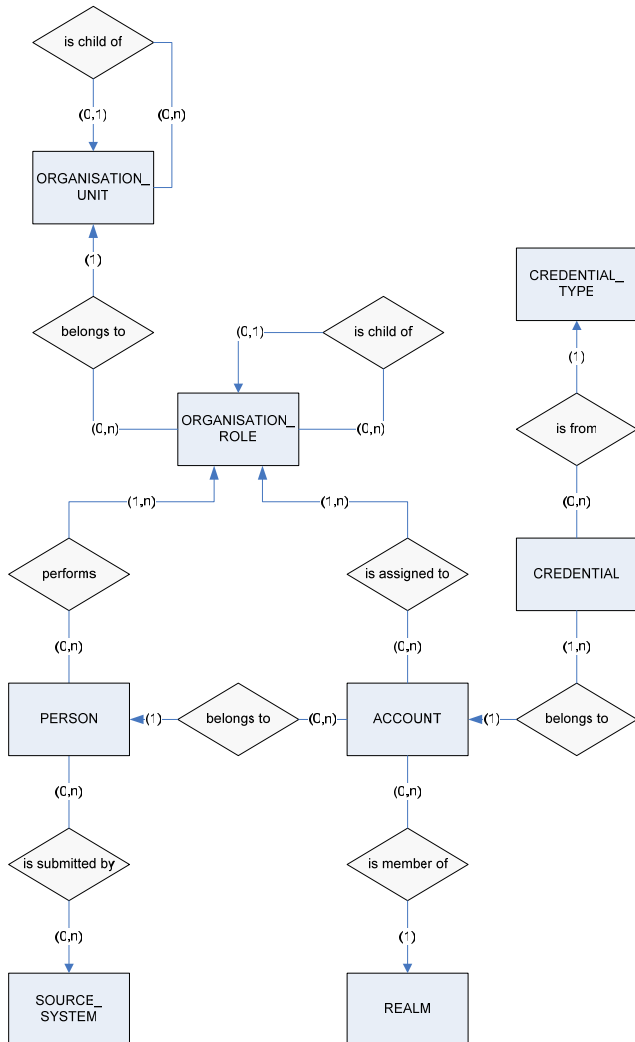 is child of
(0,1)
(0,n)
ORGANISATION_
UNIT
(1)
belongs to
(0,n)
(0,1)
is child of
(0,n)
ORGANISATION_
ROLE
CREDENTIAL_
TYPE
(1)
is from
(0,n)
CREDENTIAL
(1,n)
(1,n)
performs
is assigned to
(0,n)
(0,n)
(1,n)
PERSON
(1)
belongs to
(0,n)
ACCOUNT
(1)
belongs to
(0,n)
(0,n)
is submitted by
is member of
(0,n)
(1)
SOURCE_
SYSTEM
REALM